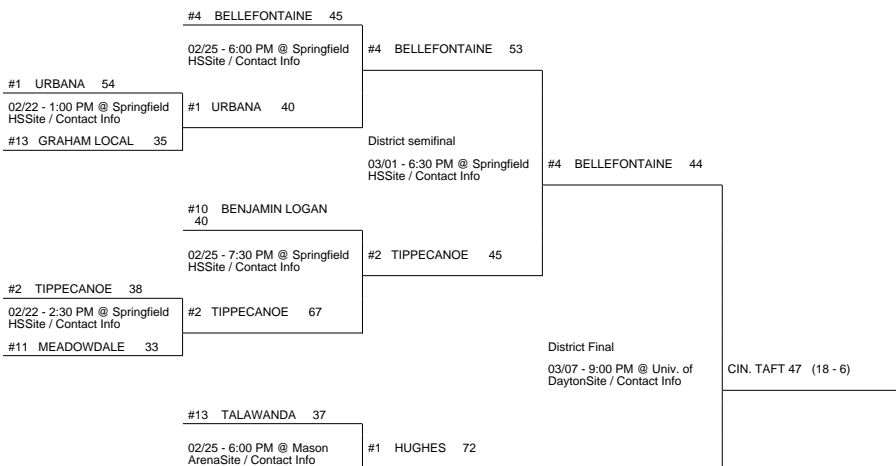 #4 BELLEFONTAINE 45
02/25 - 6:00 PM @ Springfield
HSSite / Contact Info
#4 BELLEFONTAINE 53
#1 URBANA 54
02/22 - 1:00 PM @ Springfield
HSSite / Contact Info
#1 URBANA 40
#13 GRAHAM LOCAL 35
District semifinal
03/01 - 6:30 PM @ Springfield
HSSite / Contact Info
#4 BELLEFONTAINE 44
#10 BENJAMIN LOGAN
40
02/25 - 7:30 PM @ Springfield
HSSite / Contact Info
#2 TIPPECANOE 45
#2 TIPPECANOE 38
02/22 - 2:30 PM @ Springfield
HSSite / Contact Info
#2 TIPPECANOE 67
#11 MEADOWDALE 33
District Final
03/07 - 9:00 PM @ Univ. of
DaytonSite / Contact Info
CIN. TAFT 47 (18 - 6)
#13 TALAWANDA 37
02/25 - 6:00 PM @ Mason
ArenaSite / Contact Info
#1 HUGHES 72